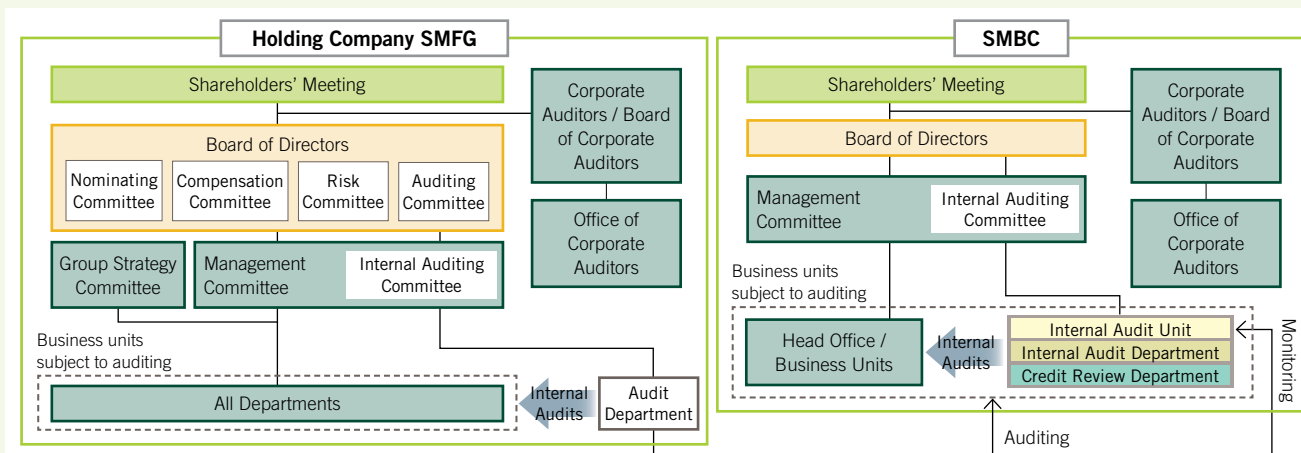 Holding Company SMFG
Shareholders' Meeting
Corporate
Auditors / Board
of Corporate
Auditors
Board of Directors
Nominating
Committee
Compensation
Committee
Risk
Committee
Auditing
Committee
Office of
Corporate
Auditors
Group Strategy
Committee
Management
Committee
Internal Auditing
Committee
Business units
subject to auditing
All Departments
Internal
Audits
Audit
Department
SMBC
Shareholders' Meeting
Corporate
Auditors / Board
of Corporate
Auditors
Board of Directors
Management
Committee
Internal Auditing
Committee
Office of
Corporate
Auditors
Business units
subject to auditing
Head Office /
Business Units
Internal
Audits
Internal Audit Unit
Internal Audit Department
Credit Review Department
Monitoring
Auditing